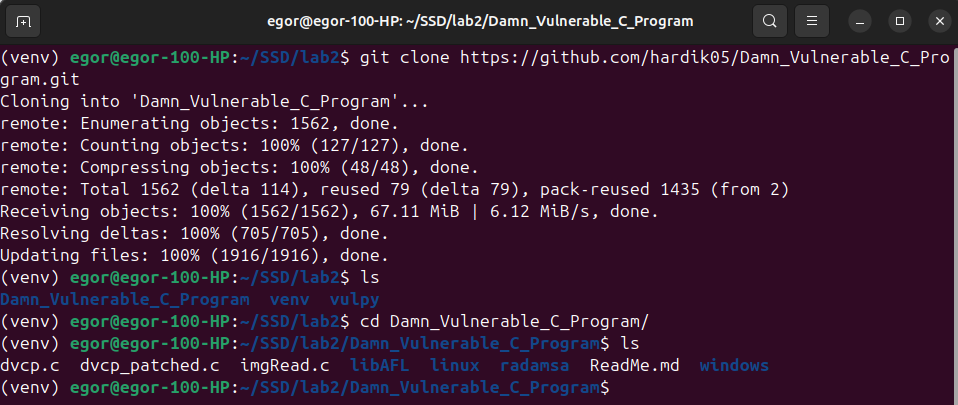 egor@egor-100-HP: ~/SSD/lab2/Damn_Vulnerable_C_Program
(venv) egor@egor-100-HP:~/SSD/lab2$ git clone https://github.com/hardik05/Damn_Vulnerable_C_Pro
gram.git
Cloning into 'Damn_Vulnerable_C_Program'...
remote: Enumerating objects: 1562, done.
remote: Counting objects: 100% (127/127), done.
remote: Compressing objects: 100% (48/48), done.
remote: Total 1562 (delta 114), reused 79 (delta 79), pack-reused 1435 (from 2)
Receiving objects: 100% (1562/1562), 67.11 MiB | 6.12 MiB/s, done.
Resolving deltas: 100% (705/705), done.
Updating files: 100% (1916/1916), done.
(venv) egor@egor-100-HP:~/SSD/lab2$ ls
Damn_Vulnerable_C_Program  venv  vulpy
(venv) egor@egor-100-HP:~/SSD/lab2$ cd Damn_Vulnerable_C_Program/
(venv) egor@egor-100-HP:~/SSD/lab2/Damn_Vulnerable_C_Program$ ls
dvcp.c  dvcp_patched.c  imgRead.c  libAFL  linux  radamsa  ReadMe.md  windows
(venv) egor@egor-100-HP:~/SSD/lab2/Damn_Vulnerable_C_Program$